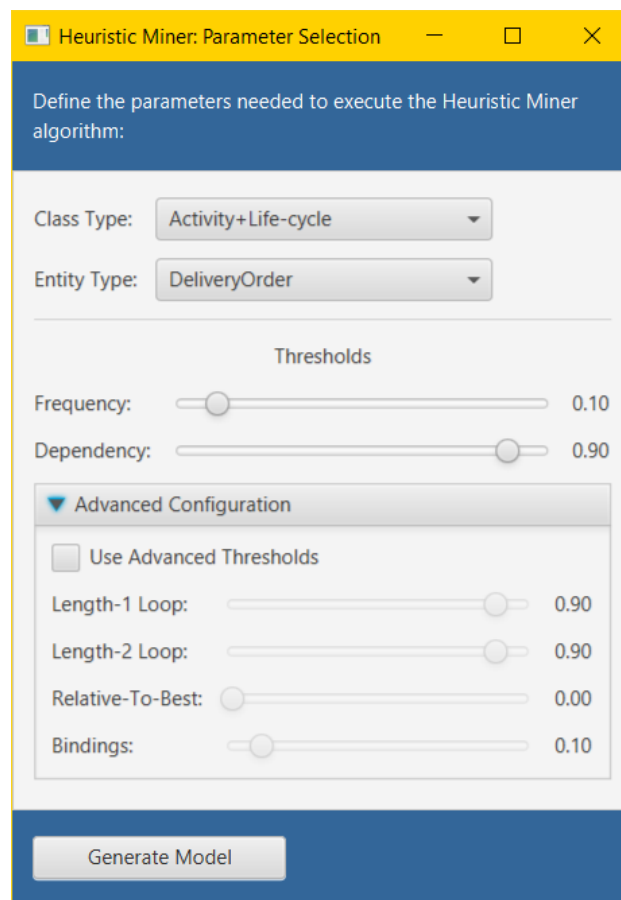 Heuristic Miner: Parameter Selection
Define the parameters needed to execute the Heuristic Miner
algorithm:
Class Type: Activity+Life-cycle
Entity Type: DeliveryOrder
Thresholds
Frequency: 0.10
Dependency: 0.90
Advanced Configuration
Use Advanced Thresholds
Length-1 Loop: 0.90
Length-2 Loop: 0.90
Relative-To-Best: 0.00
Bindings: 0.10
Generate Model